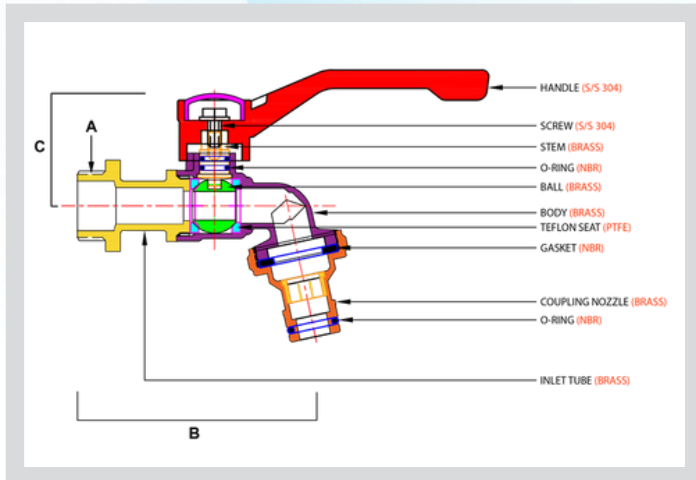 HANDLE (S/S 304)
A
SCREW (S/S 304)
C
STEM (BRASS)
O-RING (NBR)
BALL (BRASS)
BODY (BRASS)
TEFLON SEAT (PTFE)
GASKET (NBR)
COUPLING NOZZLE (BRASS)
O-RING (NBR)
INLET TUBE (BRASS)
B